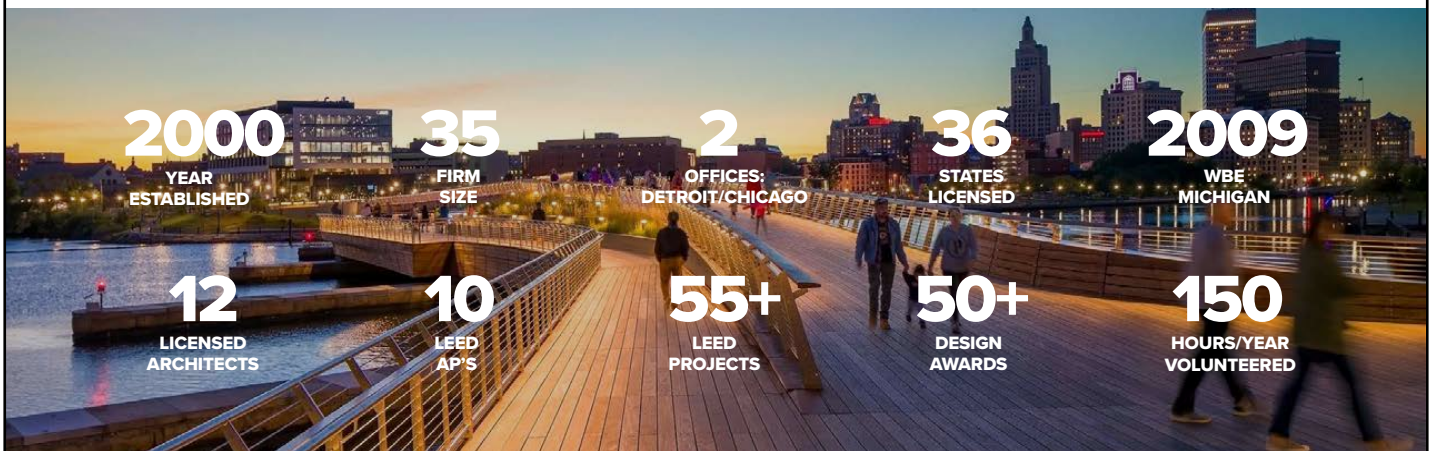 2000
YEAR
ESTABLISHED
35
FIRM
SIZE
2
OFFICES:
DETROIT/CHICAGO
36
STATES
LICENSED
2009
WBE
MICHIGAN
12
LICENSED
ARCHITECTS
10
LEED
AP'S
55+
LEED
PROJECTS
50+
DESIGN
AWARDS
150
HOURS/YEAR
VOLUNTEERED